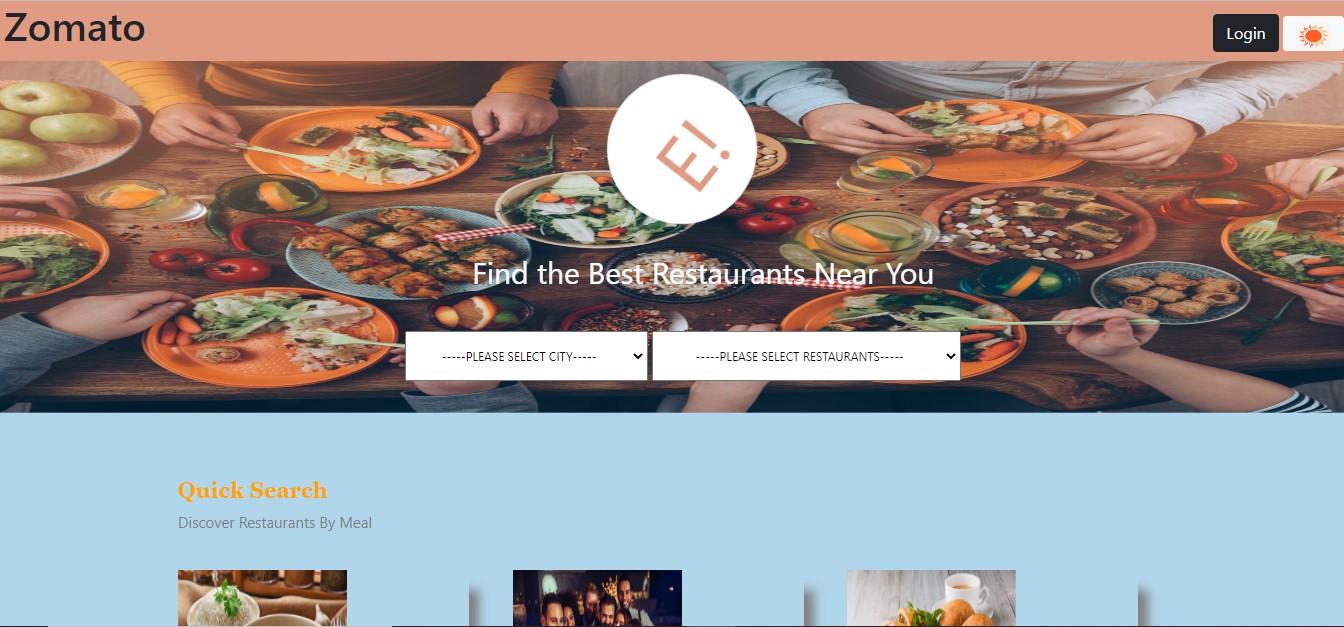 Zomato
Login
E!
Find the Best Restaurants Near You
-----PLEASE SELECT CITY-----
-----PLEASE SELECT RESTAURANTS-----
Quick Search
Discover Restaurants By Meal